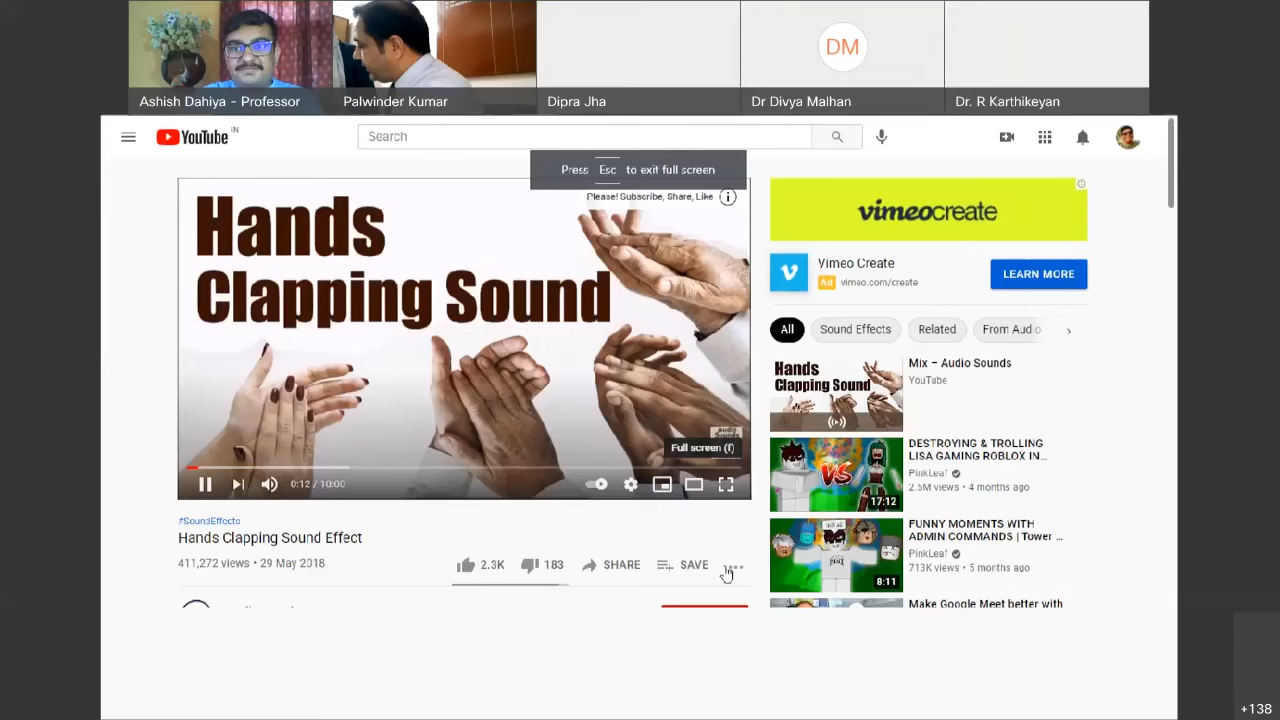 DM
Ashish Dahiya - Professor
Palwinder Kumar
Dipra Jha
Dr Divya Malhan
Dr. R Karthikeyan
YouTube IN
Search
Press Esc to exit full screen
Please! Subscribe, Share, Like
Hands
Clapping Sound
Audio
Sounds
Full screen (f)
0:12 / 10:00
#SoundEffects
Hands Clapping Sound Effect
411,272 views • 29 May 2018
2.3K
183
SHARE
SAVE
vimeocreate
Vimeo Create
Ad vimeo.com/create
LEARN MORE
All
Sound Effects
Related
From Audio
Hands
Clapping Sound
Mix – Audio Sounds
YouTube
VS
17:12
DESTROYING & TROLLING
LISA GAMING ROBLOX IN...
PinkLeaf
2.5M views • 4 months ago
8:11
FUNNY MOMENTS WITH
ADMIN COMMANDS | Tower ...
PinkLeaf
713K views • 5 months ago
Make Google Meet better with
+138